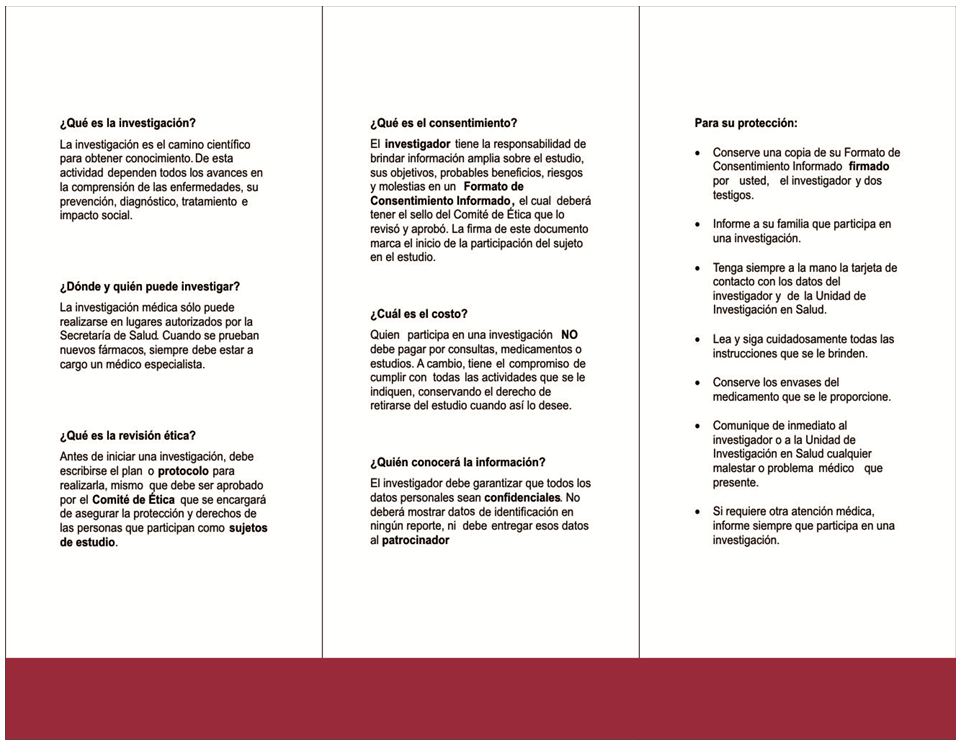 ¿Qué es la investigación?
La investigación es el camino científico
para obtener conocimiento. De esta
actividad dependen todos los avances en
la comprensión de las enfermedades, su
prevención, diagnóstico, tratamiento e
impacto social.
¿Dónde y quién puede investigar?
La investigación médica sólo puede
realizarse en lugares autorizados por la
Secretaría de Salud. Cuando se prueban
nuevos fármacos, siempre debe estar a
cargo un médico especialista.
¿Qué es la revisión ética?
Antes de iniciar una investigación, debe
escribirse el plan o protocolo para
realizarla, mismo que debe ser aprobado
por el Comité de Ética que se encargará
de asegurar la protección y derechos de
las personas que participan como sujetos
de estudio.
¿Qué es el consentimiento?
El investigador tiene la responsabilidad de
brindar información amplia sobre el estudio,
sus objetivos, probables beneficios, riesgos
y molestias en un Formato de
Consentimiento Informado, el cual deberá
tener el sello del Comité de Ética que lo
revisó y aprobó. La firma de este documento
marca el inicio de la participación del sujeto
en el estudio.
¿Cuál es el costo?
Quien participa en una investigación NO
debe pagar por consultas, medicamentos o
estudios. A cambio, tiene el compromiso de
cumplir con todas las actividades que se le
indiquen, conservando el derecho de
retirarse del estudio cuando así lo desee.
¿Quién conocerá la información?
El investigador debe garantizar que todos los
datos personales sean confidenciales. No
deberá mostrar datos de identificación en
ningún reporte, ni debe entregar esos datos
al patrocinador
Para su protección:
• Conserve una copia de su Formato de
Consentimiento Informado firmado
por usted, el investigador y dos
testigos.
• Informe a su familia que participa en
una investigación.
• Tenga siempre a la mano la tarjeta de
contacto con los datos del
investigador y de la Unidad de
Investigación en Salud.
• Lea y siga cuidadosamente todas las
instrucciones que se le brinden.
• Conserve los envases del
medicamento que se le proporcione.
• Comunique de inmediato al
investigador o a la Unidad de
Investigación en Salud cualquier
malestar o problema médico que
presente.
• Si requiere otra atención médica,
informe siempre que participa en una
investigación.